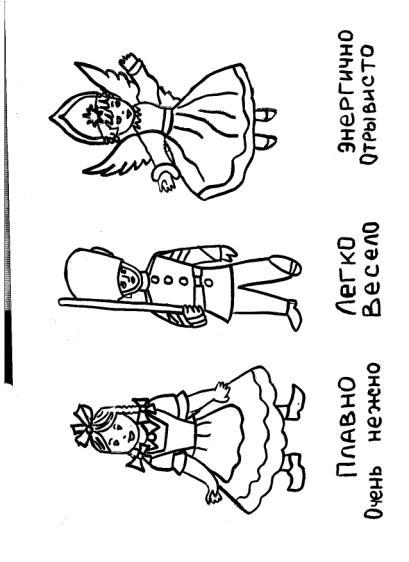 Плавно
Очень нежно
Легко
Весело
Энергично
Отрывисто